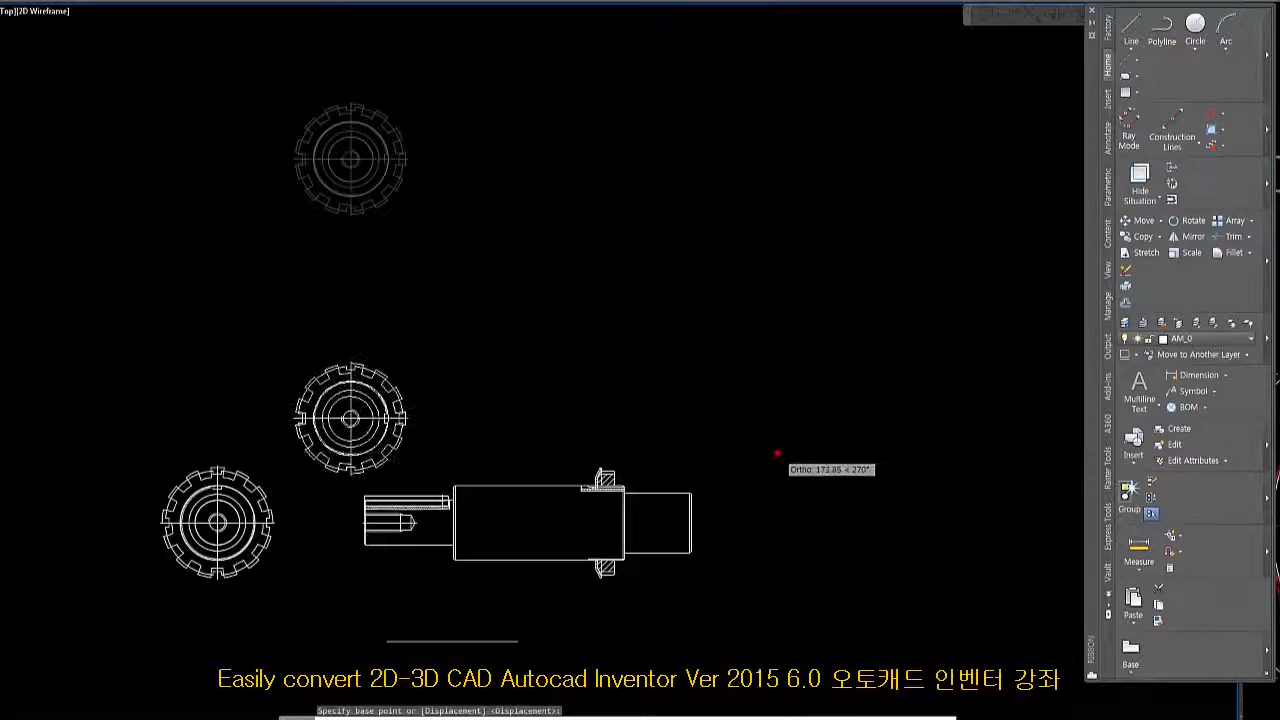 Top][2D Wireframe]
Factory
Home
Insert
Annotate
Parametric
Content
View
Manage
Output
Add-ins
A360
Raster Tools
Express Tools
Vault
RIBBON
Line Polyline Circle Arc
Ray Mode
Construction Lines
Hide Situation
Move Rotate Array
Copy Mirror Trim
Stretch Scale Fillet
AM_0
Move to Another Layer
Multiline Text
Dimension
Symbol
BOM
Insert
Create
Edit
Edit Attributes
Group
Measure
Paste
Base
Ortho: 173.85 < 270°
Easily convert 2D-3D CAD Autocad Inventor Ver 2015 6.0 오토캐드 인벤터 강좌
Specify base point or [Displacement] <Displacement>: